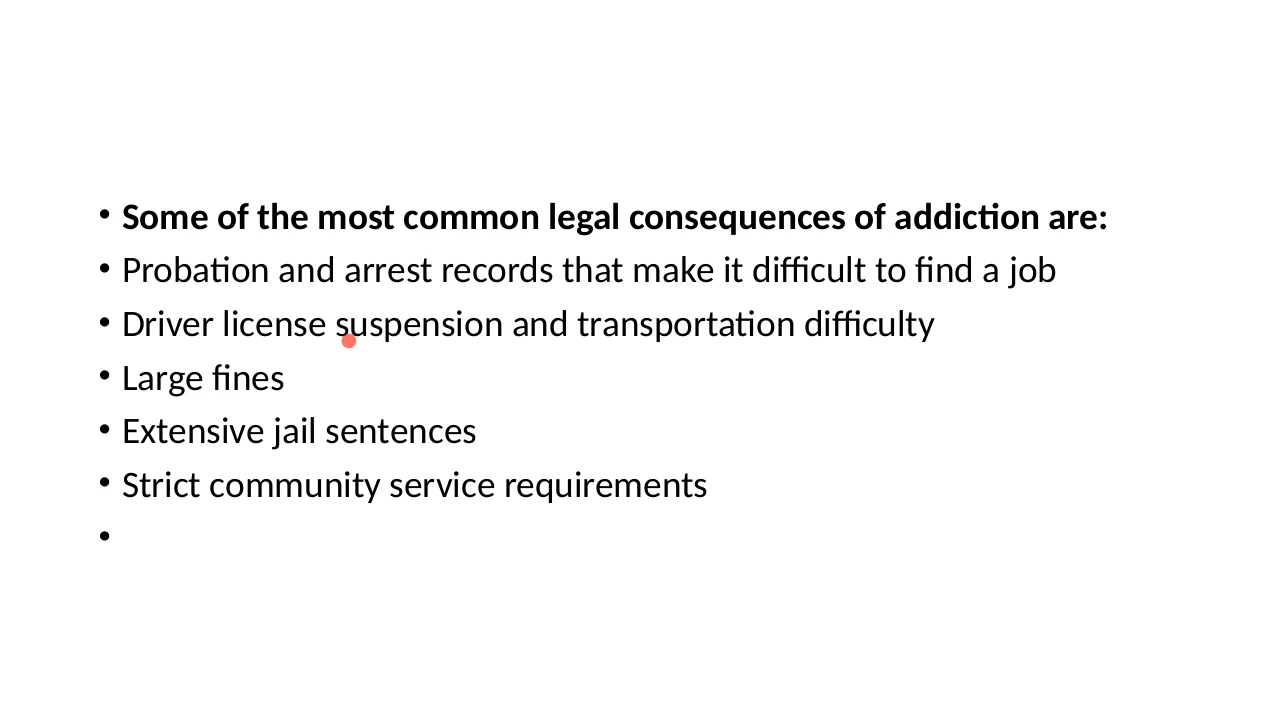 • Some of the most common legal consequences of addiction are:
• Probation and arrest records that make it difficult to find a job
• Driver license suspension and transportation difficulty
• Large fines
• Extensive jail sentences
• Strict community service requirements
•